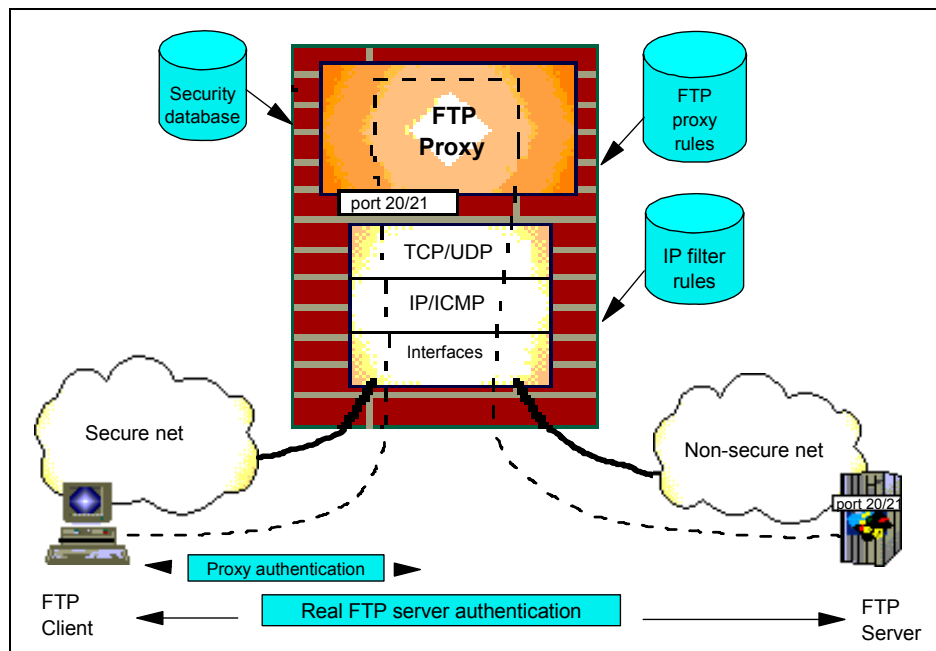 Security
database
FTP
Proxy
FTP
proxy
rules
port 20/21
TCP/UDP
IP/ICMP
Interfaces
IP filter
rules
Secure net
Non-secure net
port 20/21
Proxy authentication
FTP
Client
Real FTP server authentication
FTP
Server